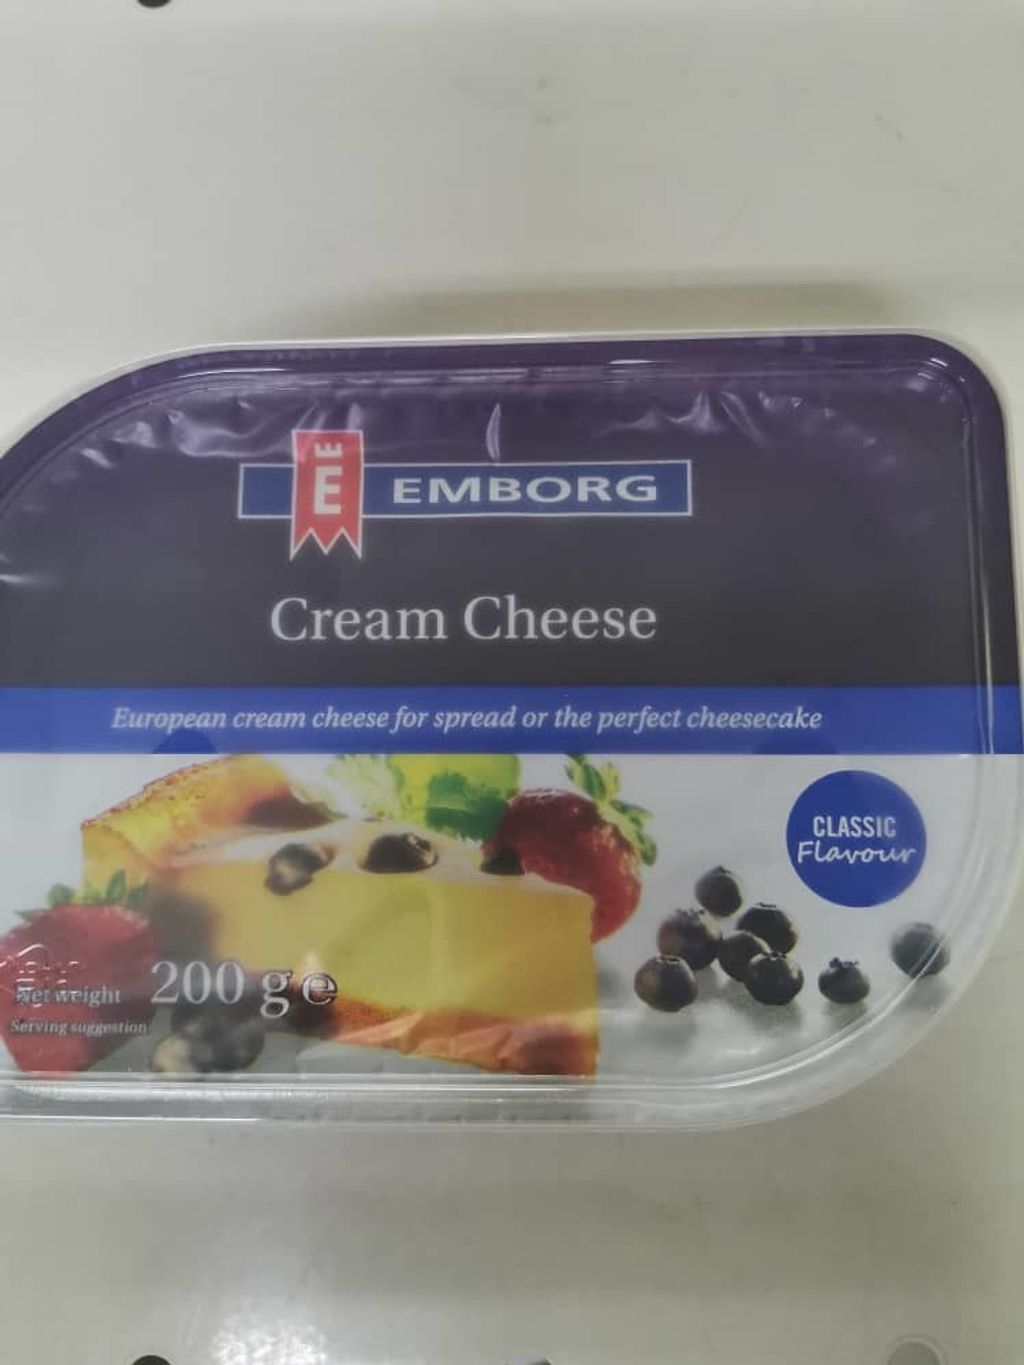 E E
EMBORG
Cream Cheese
European cream cheese for spread or the perfect cheesecake
CLASSIC
Flavour
Net weight 200 g e
Serving suggestion